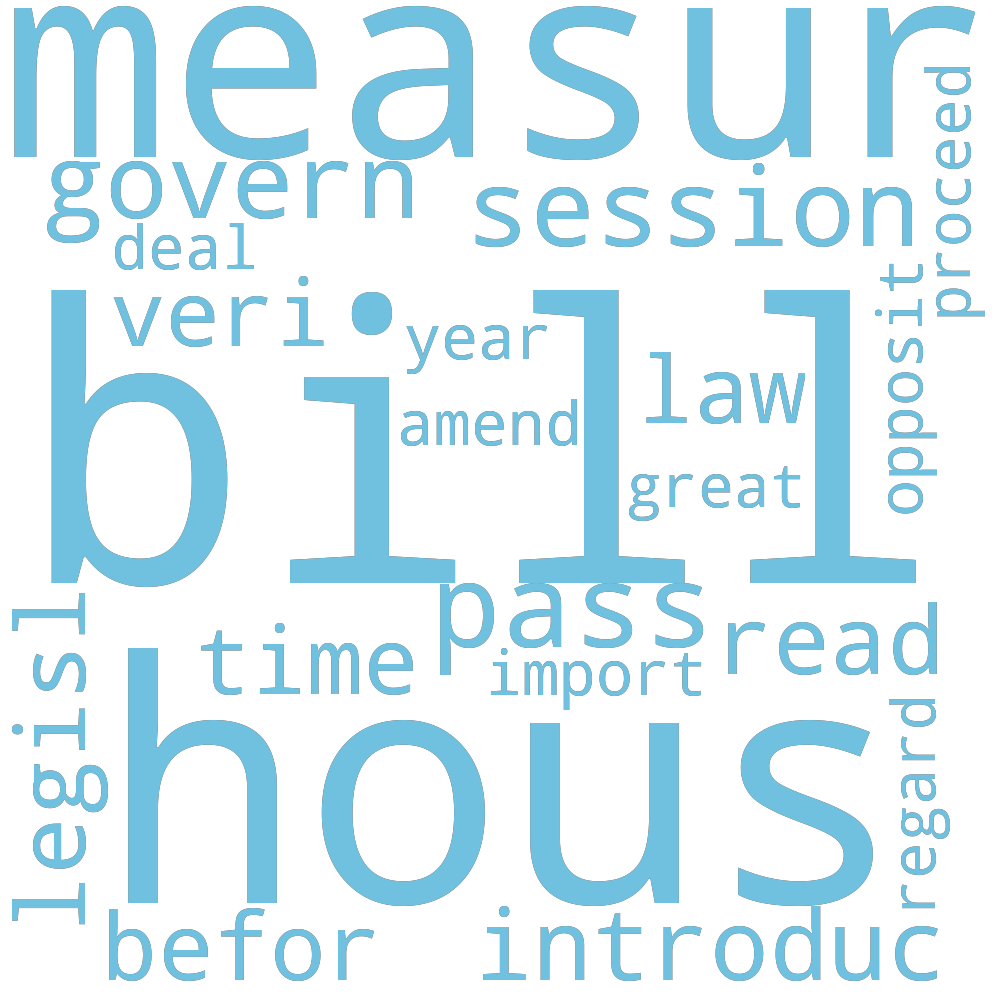 measur
proceed
govern
session
deal
veri
opposit
bill
year
law
amend
great
pass
legisl
read
time
import
hous
regard
befor
introduc